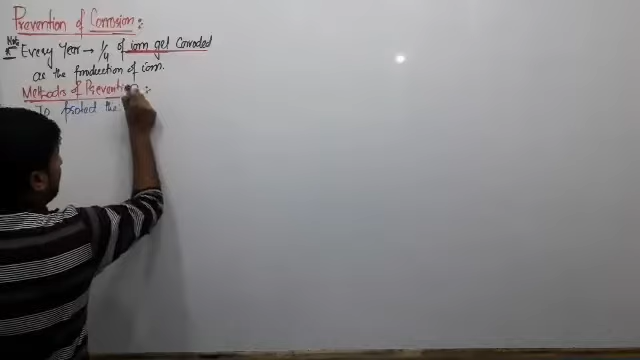 Prevention of Corrosion :
Note Every Year → 1/4 of iron get Corroded
as the production of iron.
Methods of Prevention :
To protect the